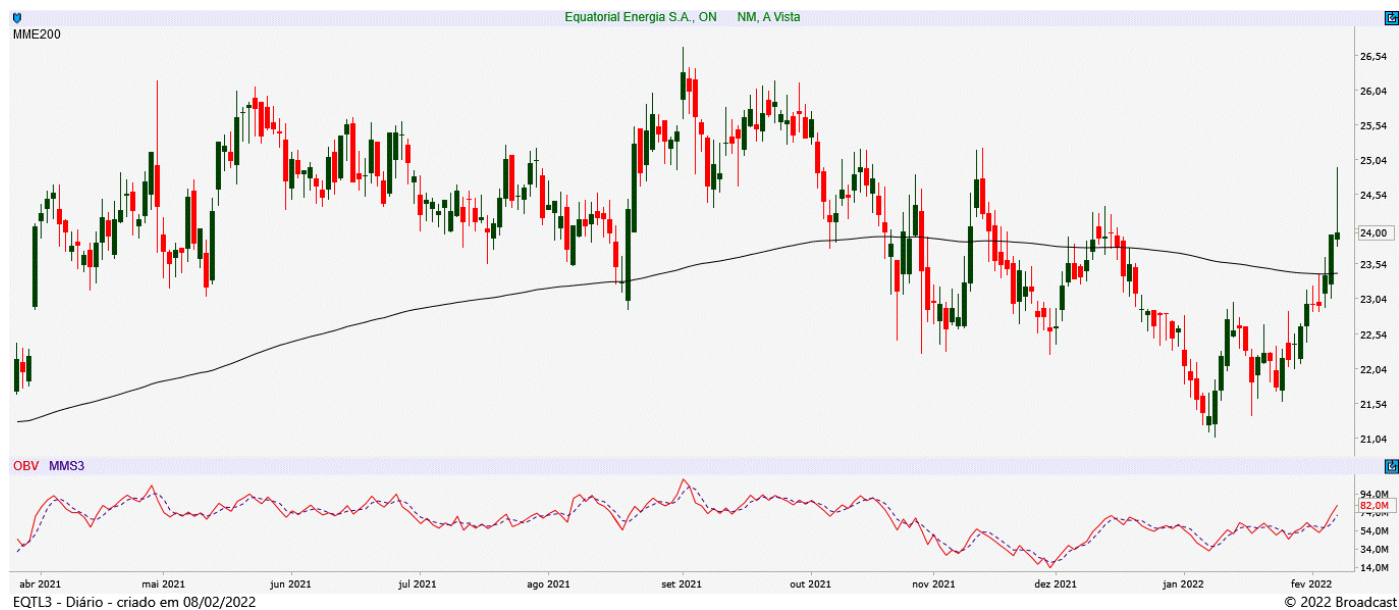 Equatorial Energia S.A., ON NM, A Vista
MME200
26,54
26,04
25,54
25,04
24,54
24,00
23,54
23,04
22,54
22,04
21,54
21,04
OBV MMS3
94,0M
82,0M
74,0M
54,0M
34,0M
14,0M
abr 2021 mai 2021 jun 2021 jul 2021 ago 2021 set 2021 out 2021 nov 2021 dez 2021 jan 2022 fev 2022
EQTL3 - Diário - criado em 08/02/2022 © 2022 Broadcast